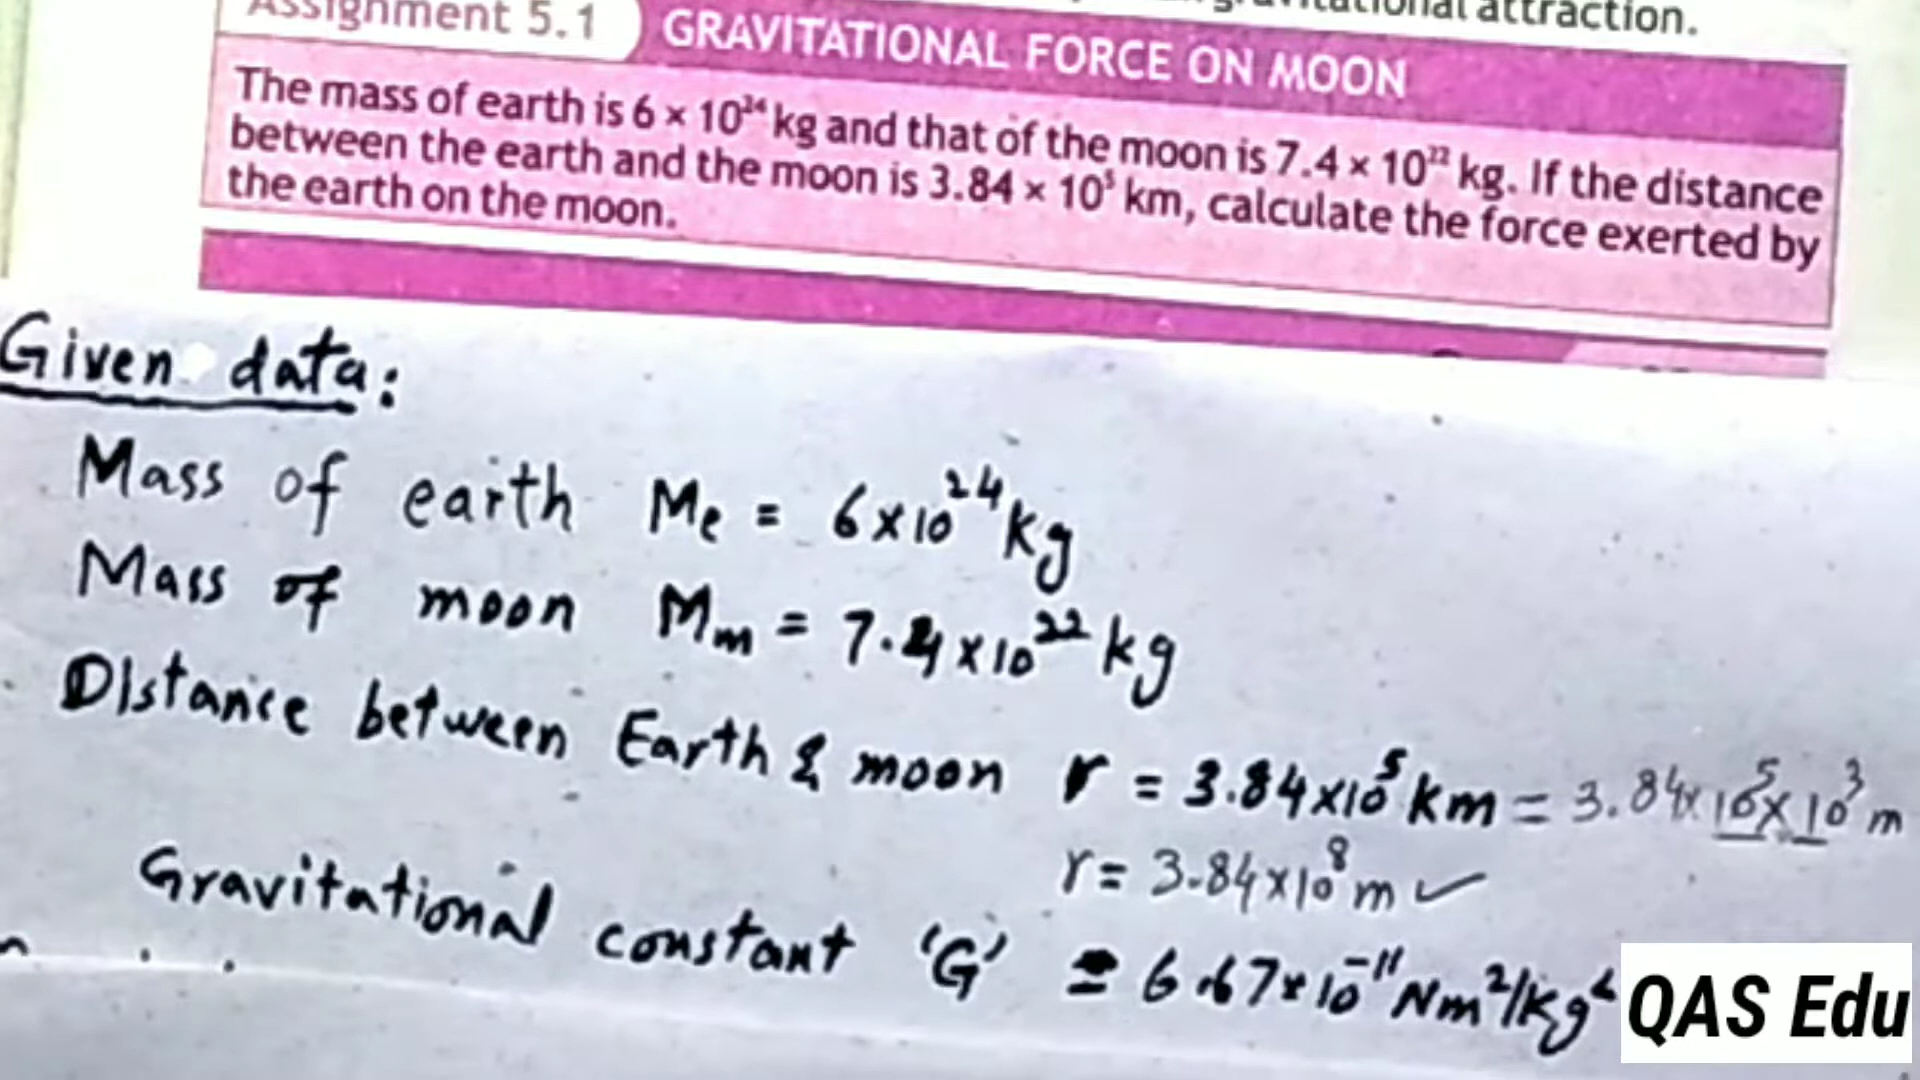 gravitational attraction.
Assignment 5.1 GRAVITATIONAL FORCE ON MOON
The mass of earth is 6 × 10²⁴ kg and that of the moon is 7.4 × 10²² kg. If the distance
between the earth and the moon is 3.84 × 10⁵ km, calculate the force exerted by
the earth on the moon.
Given data:
Mass of earth Me = 6×10²⁴ kg
Mass of moon Mm = 7.4×10²² kg
Distance between Earth & moon r = 3.84×10⁵ km = 3.84×10⁵×10³ m
r = 3.84×10⁸ m ✓
Gravitational constant 'G' = 6.67×10⁻¹¹ Nm²/kg²
QAS Edu